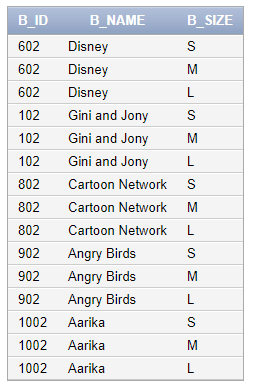 B_ID B_NAME B_SIZE
602 Disney S
602 Disney M
602 Disney L
102 Gini and Jony S
102 Gini and Jony M
102 Gini and Jony L
802 Cartoon Network S
802 Cartoon Network M
802 Cartoon Network L
902 Angry Birds S
902 Angry Birds M
902 Angry Birds L
1002 Aarika S
1002 Aarika M
1002 Aarika L